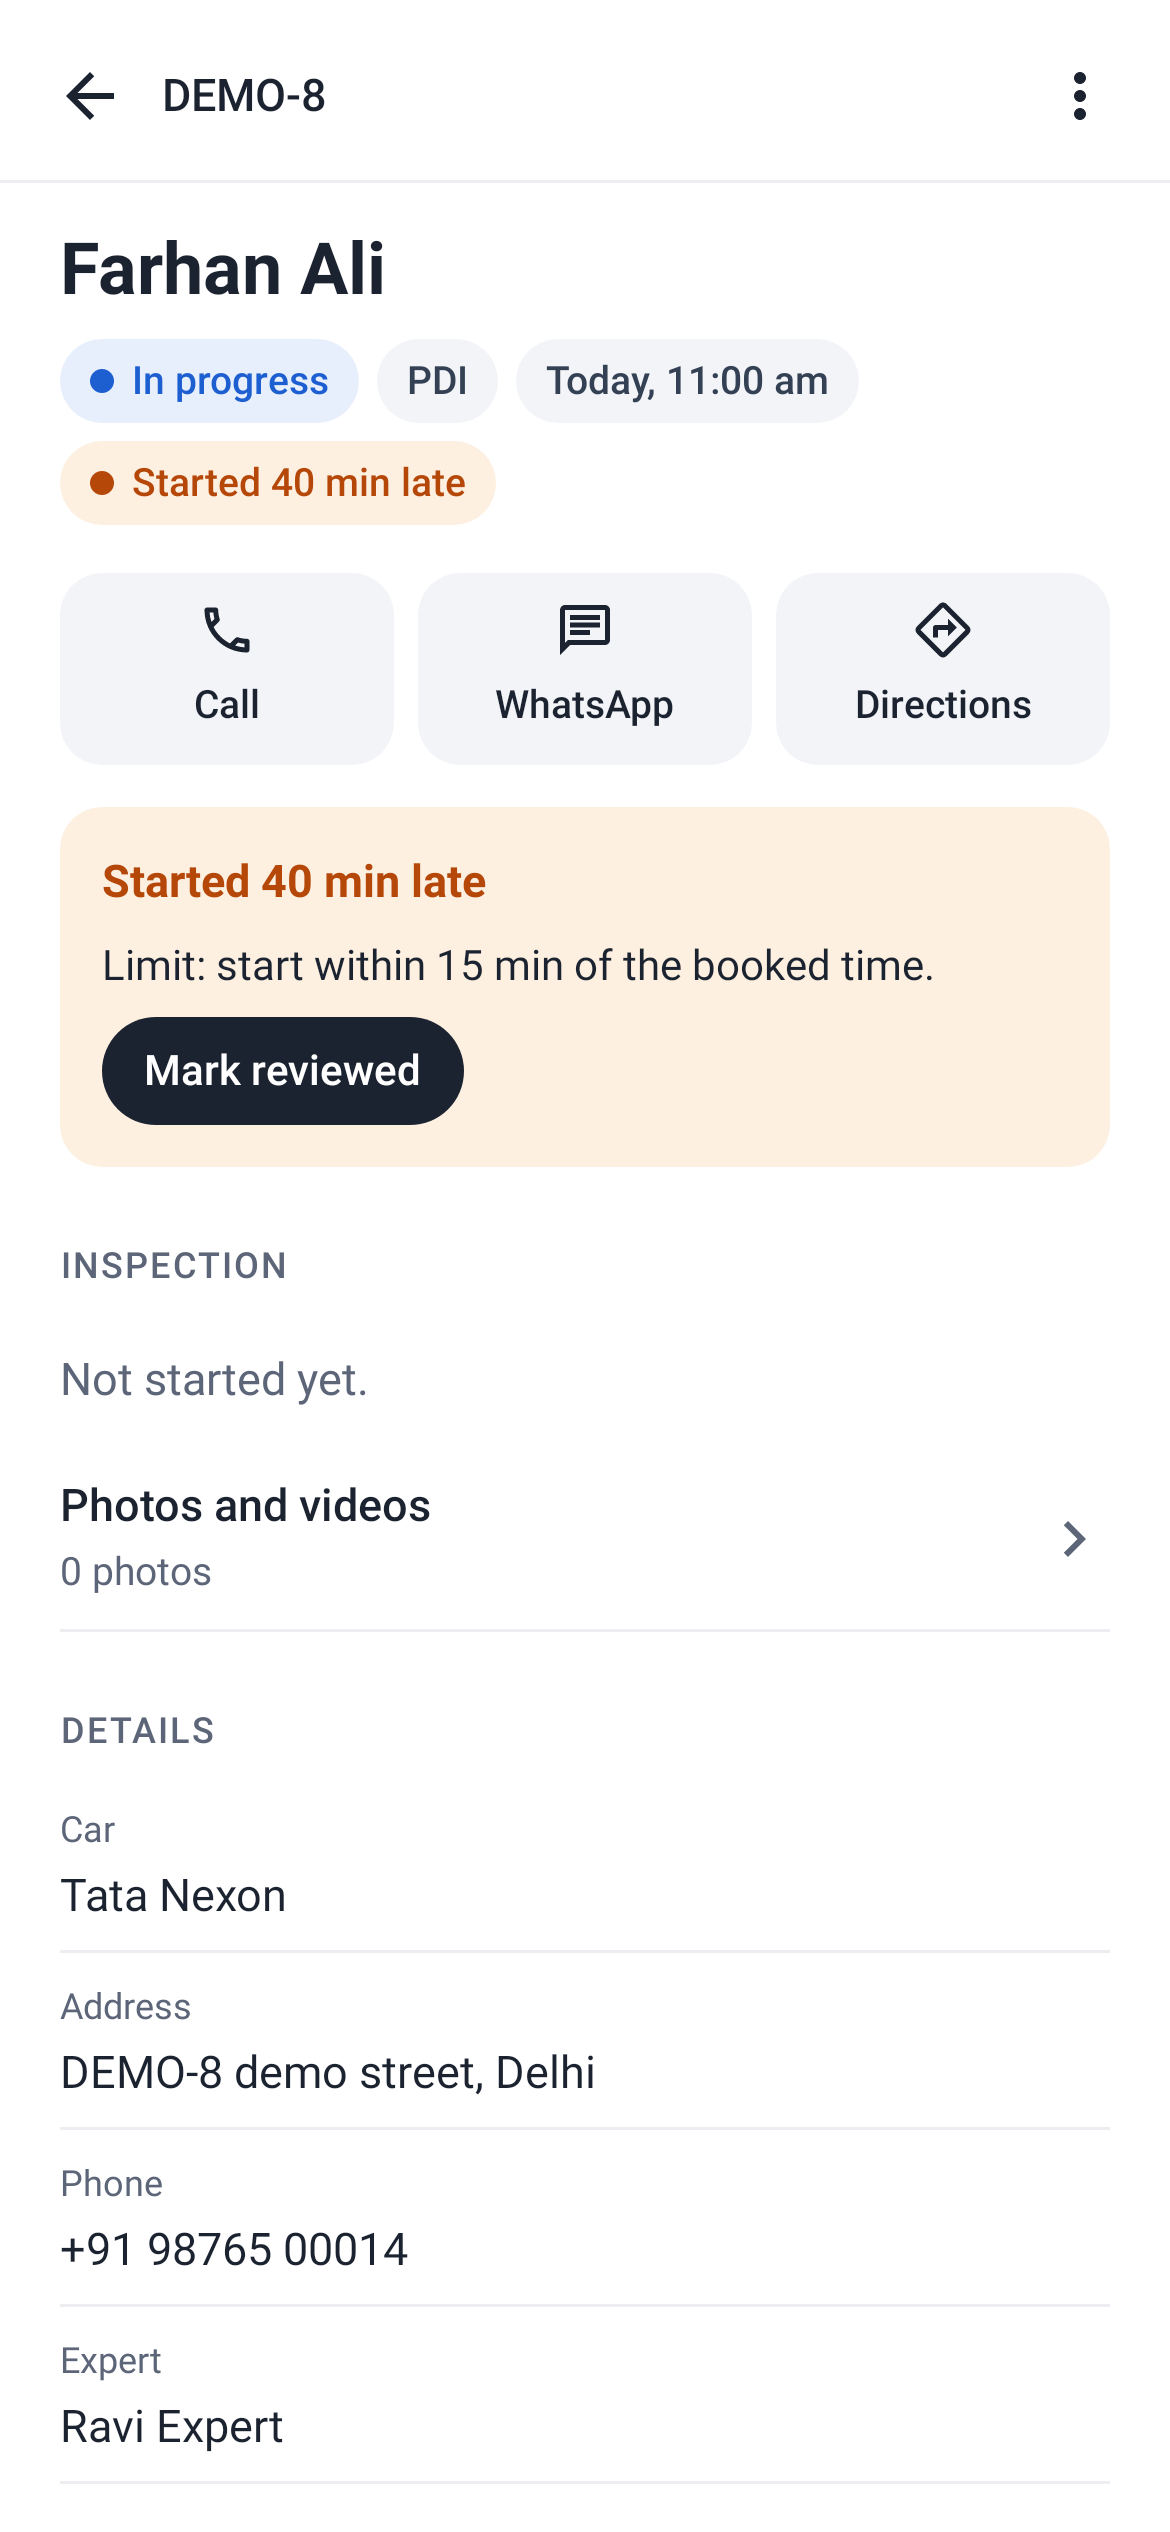 DEMO-8
Farhan Ali
In progress
PDI
Today, 11:00 am
Started 40 min late
Call
WhatsApp
Directions
Started 40 min late
Limit: start within 15 min of the booked time.
Mark reviewed
INSPECTION
Not started yet.
Photos and videos
0 photos
DETAILS
Car
Tata Nexon
Address
DEMO-8 demo street, Delhi
Phone
+91 98765 00014
Expert
Ravi Expert